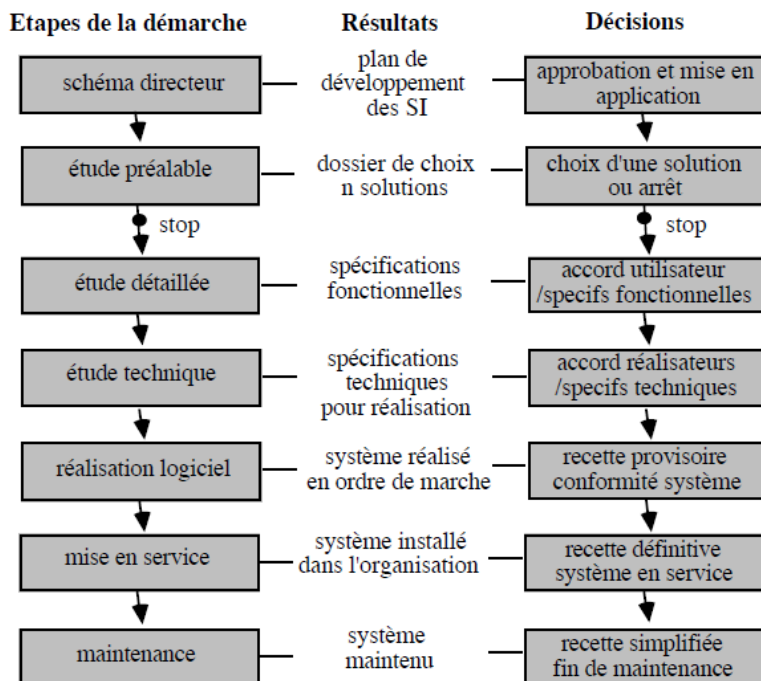 Etapes de la démarche
Résultats
Décisions
schéma directeur
plan de
développement
des SI
approbation et mise en
application
étude préalable
dossier de choix
n solutions
choix d'une solution
ou arrêt
stop
stop
étude détaillée
spécifications
fonctionnelles
accord utilisateur
/specifs fonctionnelles
étude technique
spécifications
techniques
pour réalisation
accord réalisateurs
/specifs techniques
réalisation logiciel
système réalisé
en ordre de marche
recette provisoire
conformité système
mise en service
système installé
dans l'organisation
recette définitive
système en service
maintenance
système
maintenu
recette simplifiée
fin de maintenance